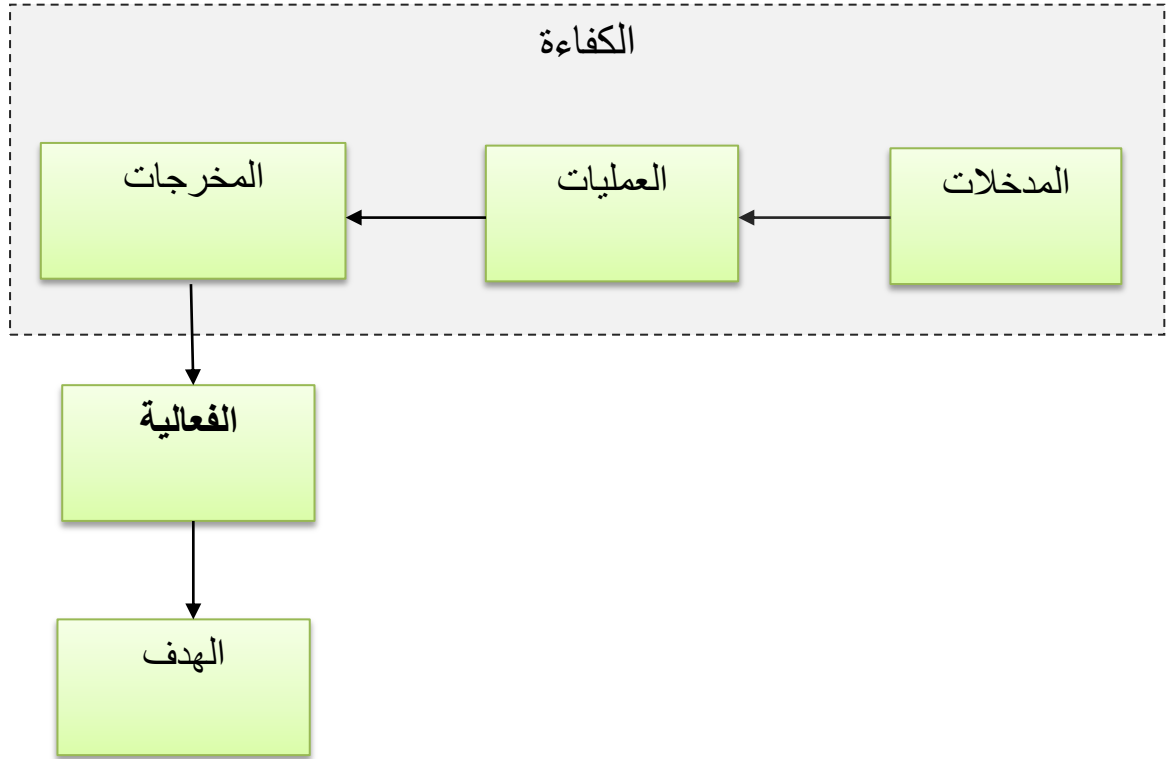 الكفاءة
المدخلات
العمليات
المخرجات
الفعالية
الهدف